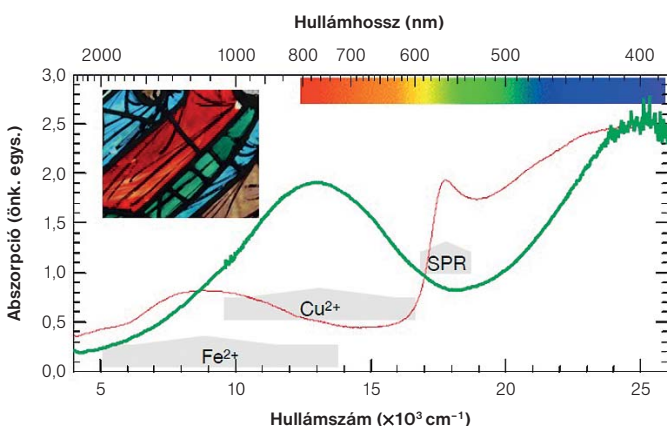 Hullámhossz (nm)
2000 1000 800 700 600 500 400
3,0
2,5
2,0
1,5
1,0
0,5
0,0
Abszorpció (önk. egys.)
SPR
Cu²⁺
Fe²⁺
5 10 15 20 25
Hullámszám (×10³ cm⁻¹)